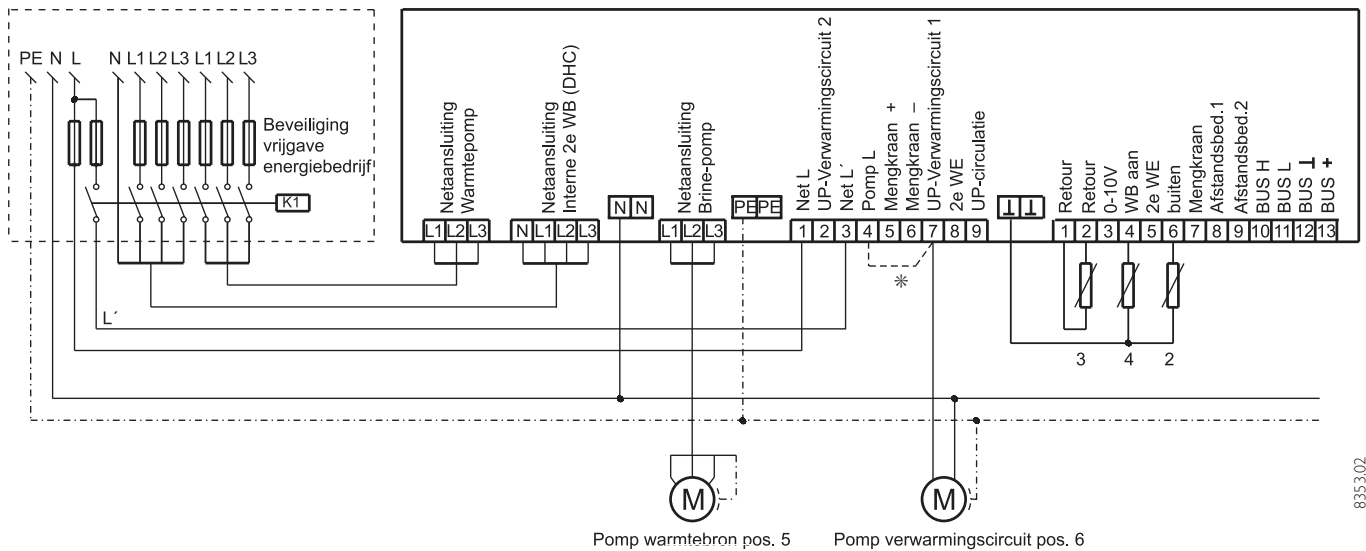 PE N L N L1 L2 L3 L1 L2 L3
Beveiliging
vrijgave
energiebedrijf
K1
L´
Netaansluiting
Warmtepomp
L1 L2 L3
Netaansluiting
Interne 2e WB (DHC)
N L1 L2 L3
N N
Netaansluiting
Brine-pomp
L1 L2 L3
PE PE
Net L
UP-Verwarmingscircuit 2
Net L´
Pomp L
Mengkraan +
Mengkraan –
UP-Verwarmingscircuit 1
2e WE
UP-circulatie
1 2 3 4 5 6 7 8 9
*
⊥ ⊥
Retour
Retour
0-10V
WB aan
2e WE
buiten
Mengkraan
Afstandsbed.1
Afstandsbed.2
BUS H
BUS L
BUS ⊥
BUS +
1 2 3 4 5 6 7 8 9 10 11 12 13
3 4 2
M
Pomp warmtebron pos. 5
M
Pomp verwarmingscircuit pos. 6
8353.02